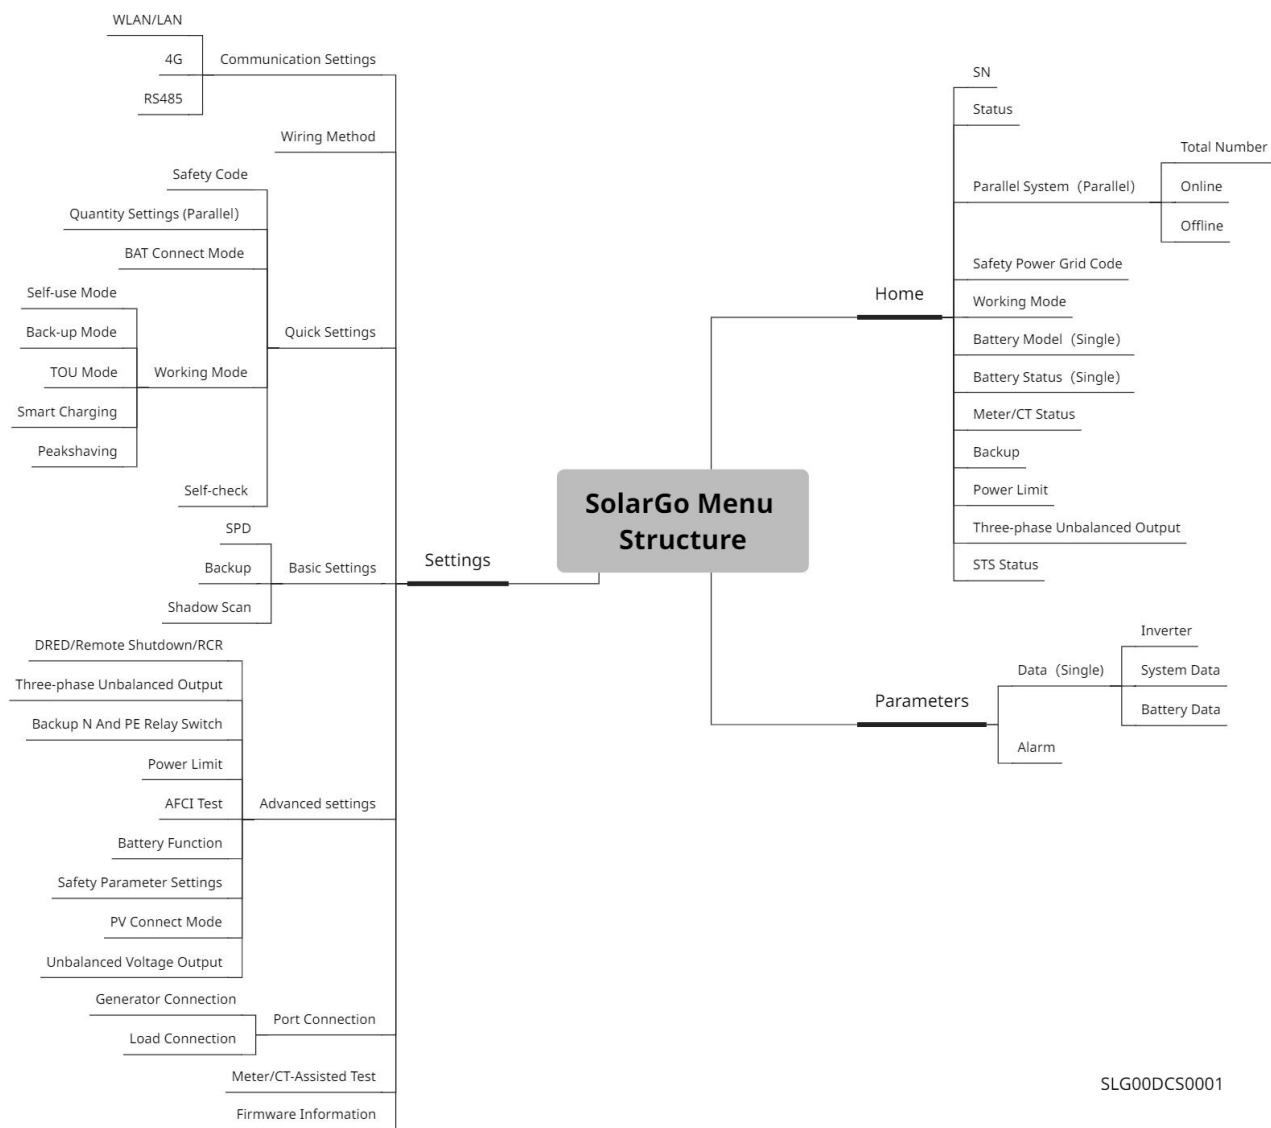 WLAN/LAN
4G
RS485
Communication Settings
Wiring Method
Safety Code
Quantity Settings (Parallel)
BAT Connect Mode
Self-use Mode
Back-up Mode
TOU Mode
Smart Charging
Peakshaving
Working Mode
Self-check
Quick Settings
SPD
Backup
Shadow Scan
Basic Settings
DRED/Remote Shutdown/RCR
Three-phase Unbalanced Output
Backup N And PE Relay Switch
Power Limit
AFCI Test
Battery Function
Safety Parameter Settings
PV Connect Mode
Unbalanced Voltage Output
Advanced settings
Generator Connection
Load Connection
Port Connection
Meter/CT-Assisted Test
Firmware Information
Settings
SolarGo Menu
Structure
Home
SN
Status
Parallel System（Parallel）
Total Number
Online
Offline
Safety Power Grid Code
Working Mode
Battery Model（Single）
Battery Status（Single）
Meter/CT Status
Backup
Power Limit
Three-phase Unbalanced Output
STS Status
Parameters
Data（Single）
Inverter
System Data
Battery Data
Alarm
SLG00DCS0001